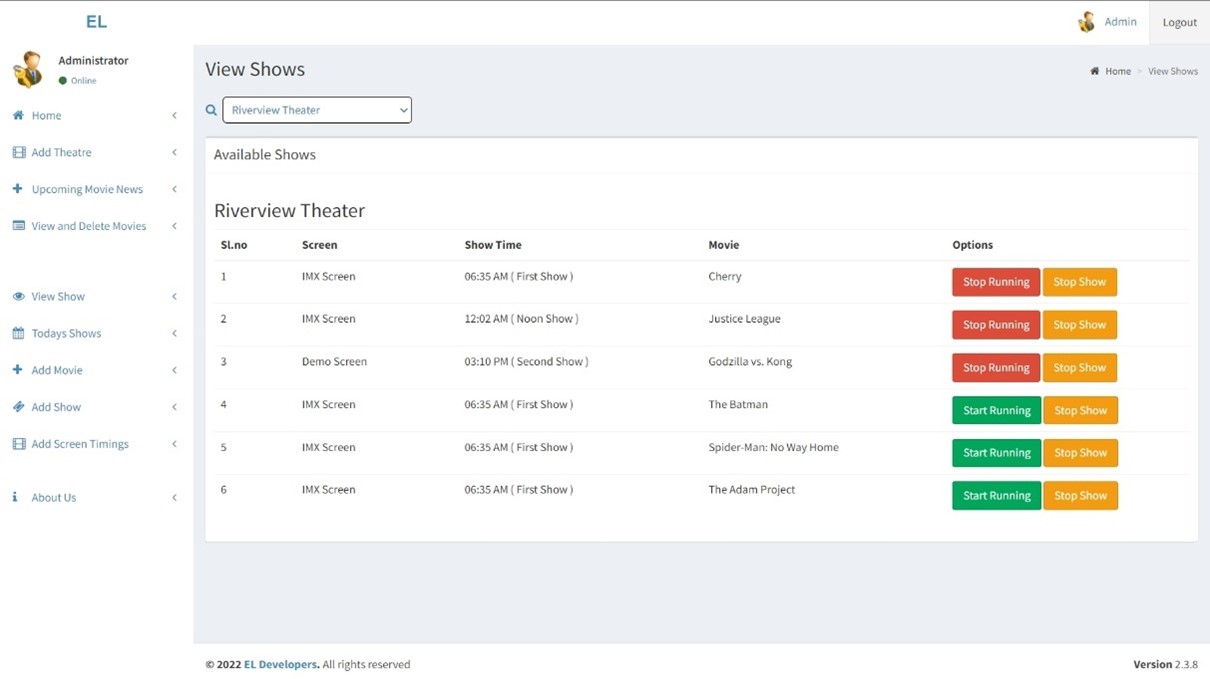 EL
Admin
Logout
Administrator
Online
Home
Add Theatre
Upcoming Movie News
View and Delete Movies
View Show
Todays Shows
Add Movie
Add Show
Add Screen Timings
About Us
View Shows
Home > View Shows
Riverview Theater
Available Shows
Riverview Theater
Sl.no Screen Show Time Movie Options
1 IMX Screen 06:35 AM ( First Show ) Cherry Stop Running Stop Show
2 IMX Screen 12:02 AM ( Noon Show ) Justice League Stop Running Stop Show
3 Demo Screen 03:10 PM ( Second Show ) Godzilla vs. Kong Stop Running Stop Show
4 IMX Screen 06:35 AM ( First Show ) The Batman Start Running Stop Show
5 IMX Screen 06:35 AM ( First Show ) Spider-Man: No Way Home Start Running Stop Show
6 IMX Screen 06:35 AM ( First Show ) The Adam Project Start Running Stop Show
© 2022 EL Developers. All rights reserved
Version 2.3.8